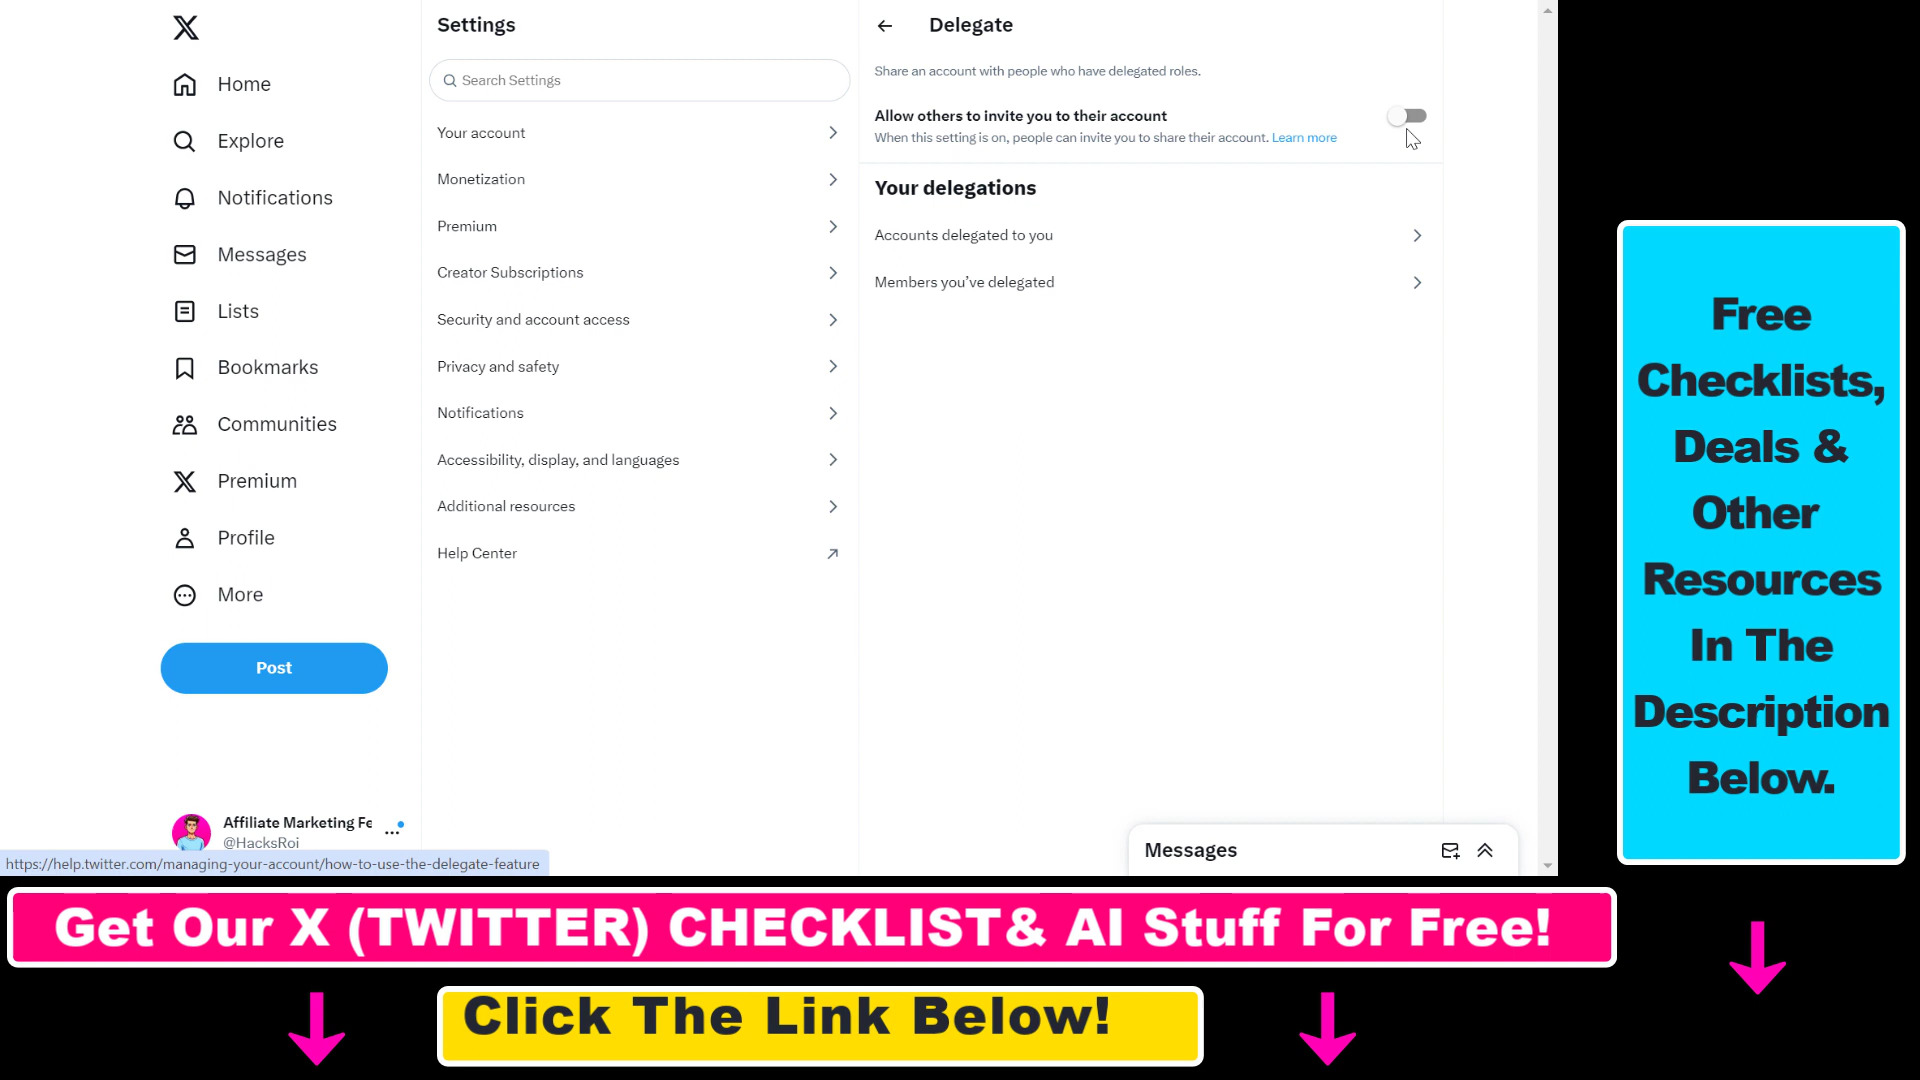 Home
Explore
Notifications
Messages
Lists
Bookmarks
Communities
Premium
Profile
More
Post
Affiliate Marketing Fe
@HacksRoi
https://help.twitter.com/managing-your-account/how-to-use-the-delegate-feature
Settings
Search Settings
Your account
Monetization
Premium
Creator Subscriptions
Security and account access
Privacy and safety
Notifications
Accessibility, display, and languages
Additional resources
Help Center
Delegate
Share an account with people who have delegated roles.
Allow others to invite you to their account
When this setting is on, people can invite you to share their account. Learn more
Your delegations
Accounts delegated to you
Members you’ve delegated
Messages
Free
Checklists,
Deals &
Other
Resources
In The
Description
Below.
Get Our X (TWITTER) CHECKLIST& AI Stuff For Free!
Click The Link Below!